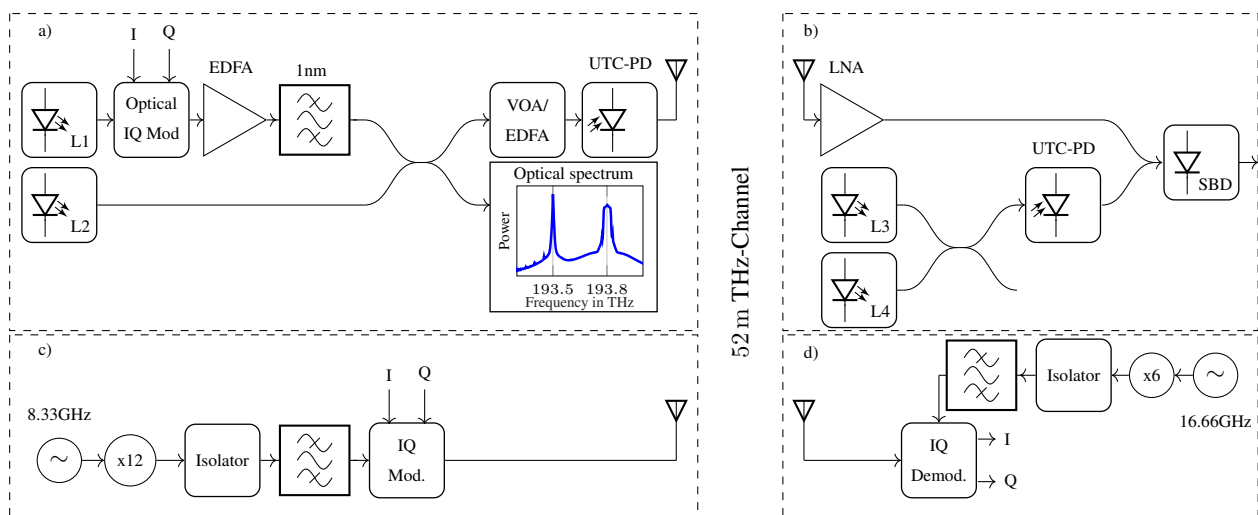 a)
I Q
EDFA
1nm
UTC-PD
L1
Optical
IQ Mod
VOA/
EDFA
L2
Optical spectrum
Power
193.5 193.8
Frequency in THz
52 m THz-Channel
b)
LNA
UTC-PD
SBD
L3
L4
c)
I Q
8.33GHz
~
x12
Isolator
IQ
Mod.
d)
Isolator
x6
~
16.66GHz
IQ
Demod.
I
Q